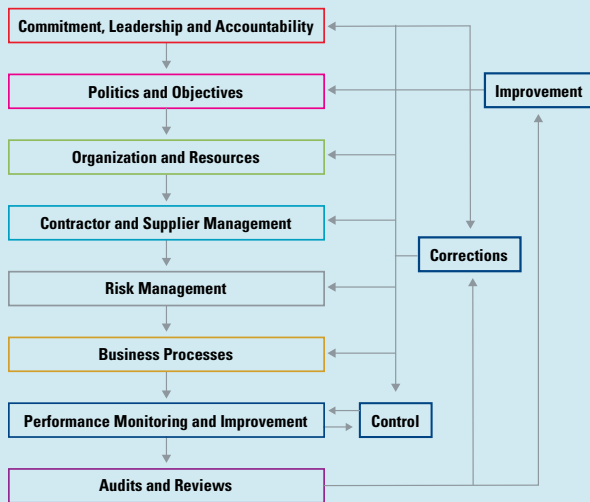 Commitment, Leadership and Accountability
Politics and Objectives
Improvement
Organization and Resources
Contractor and Supplier Management
Corrections
Risk Management
Business Processes
Performance Monitoring and Improvement
Control
Audits and Reviews